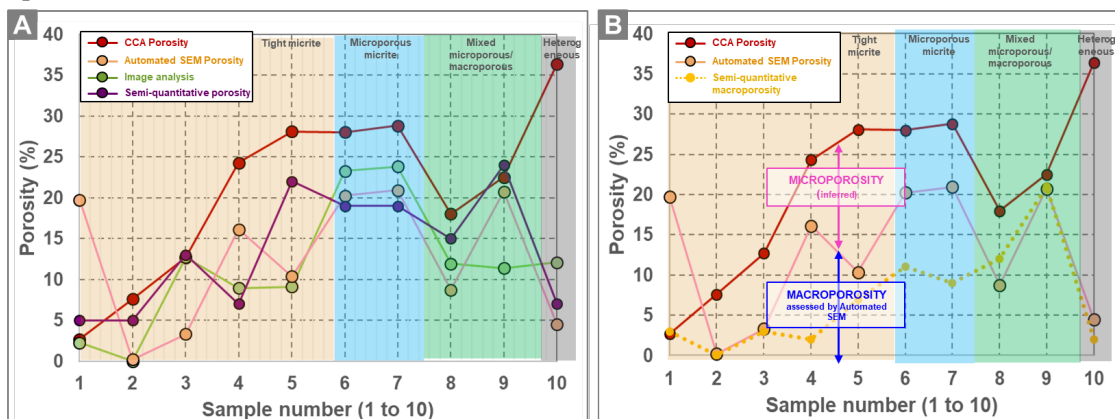 A
Porosity (%)
40
35
30
25
20
15
10
5
0
CCA Porosity
Automated SEM Porosity
Image analysis
Semi-quantitative porosity
Tight micrite
Microporous
micrite
Mixed
microporous/
macroporous
Heterog
eneous
1 2 3 4 5 6 7 8 9 10
Sample number (1 to 10)
B
Porosity (%)
40
35
30
25
20
15
10
5
0
CCA Porosity
Automated SEM Porosity
Semi-quantitative
macroporosity
Tight
micrite
Microporous
micrite
Mixed
microporous/
macroporous
Heterog
eneous
MICROPOROSITY
(inferred)
MACROPOROSITY
assessed by Automated
SEM
1 2 3 4 5 6 7 8 9 10
Sample number (1 to 10)